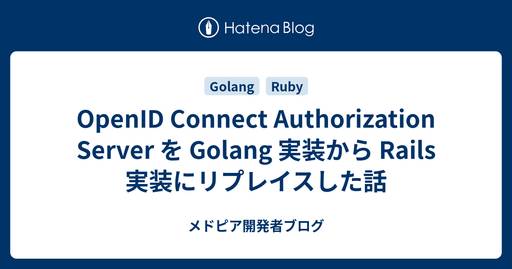 Hatena Blog
Golang Ruby
OpenID Connect Authorization
Server を Golang 実装から Rails
実装にリプレイスした話
メドピア開発者ブログ